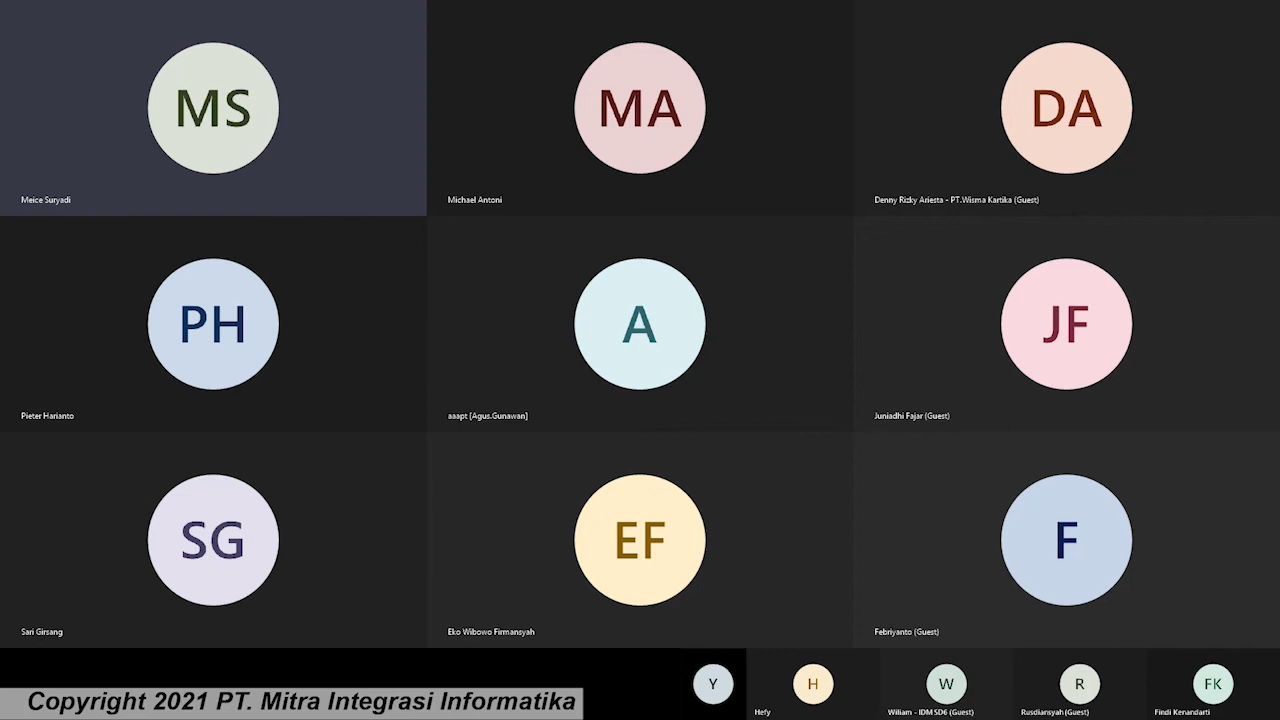 MS
Meice Suryadi
MA
Michael Antoni
DA
Denny Rizky Ariesta - PT.Wisma Kartika (Guest)
PH
Pieter Harianto
A
aaapt [Agus.Gunawan]
JF
Juniadhi Fajar (Guest)
SG
Sari Girsang
EF
Eko Wibowo Firmansyah
F
Febriyanto (Guest)
Y
H
Hefy
W
Wiliam - IDM SD6 (Guest)
R
Rusdiansyah (Guest)
FK
Findi Kenandarti
Copyright 2021 PT. Mitra Integrasi Informatika